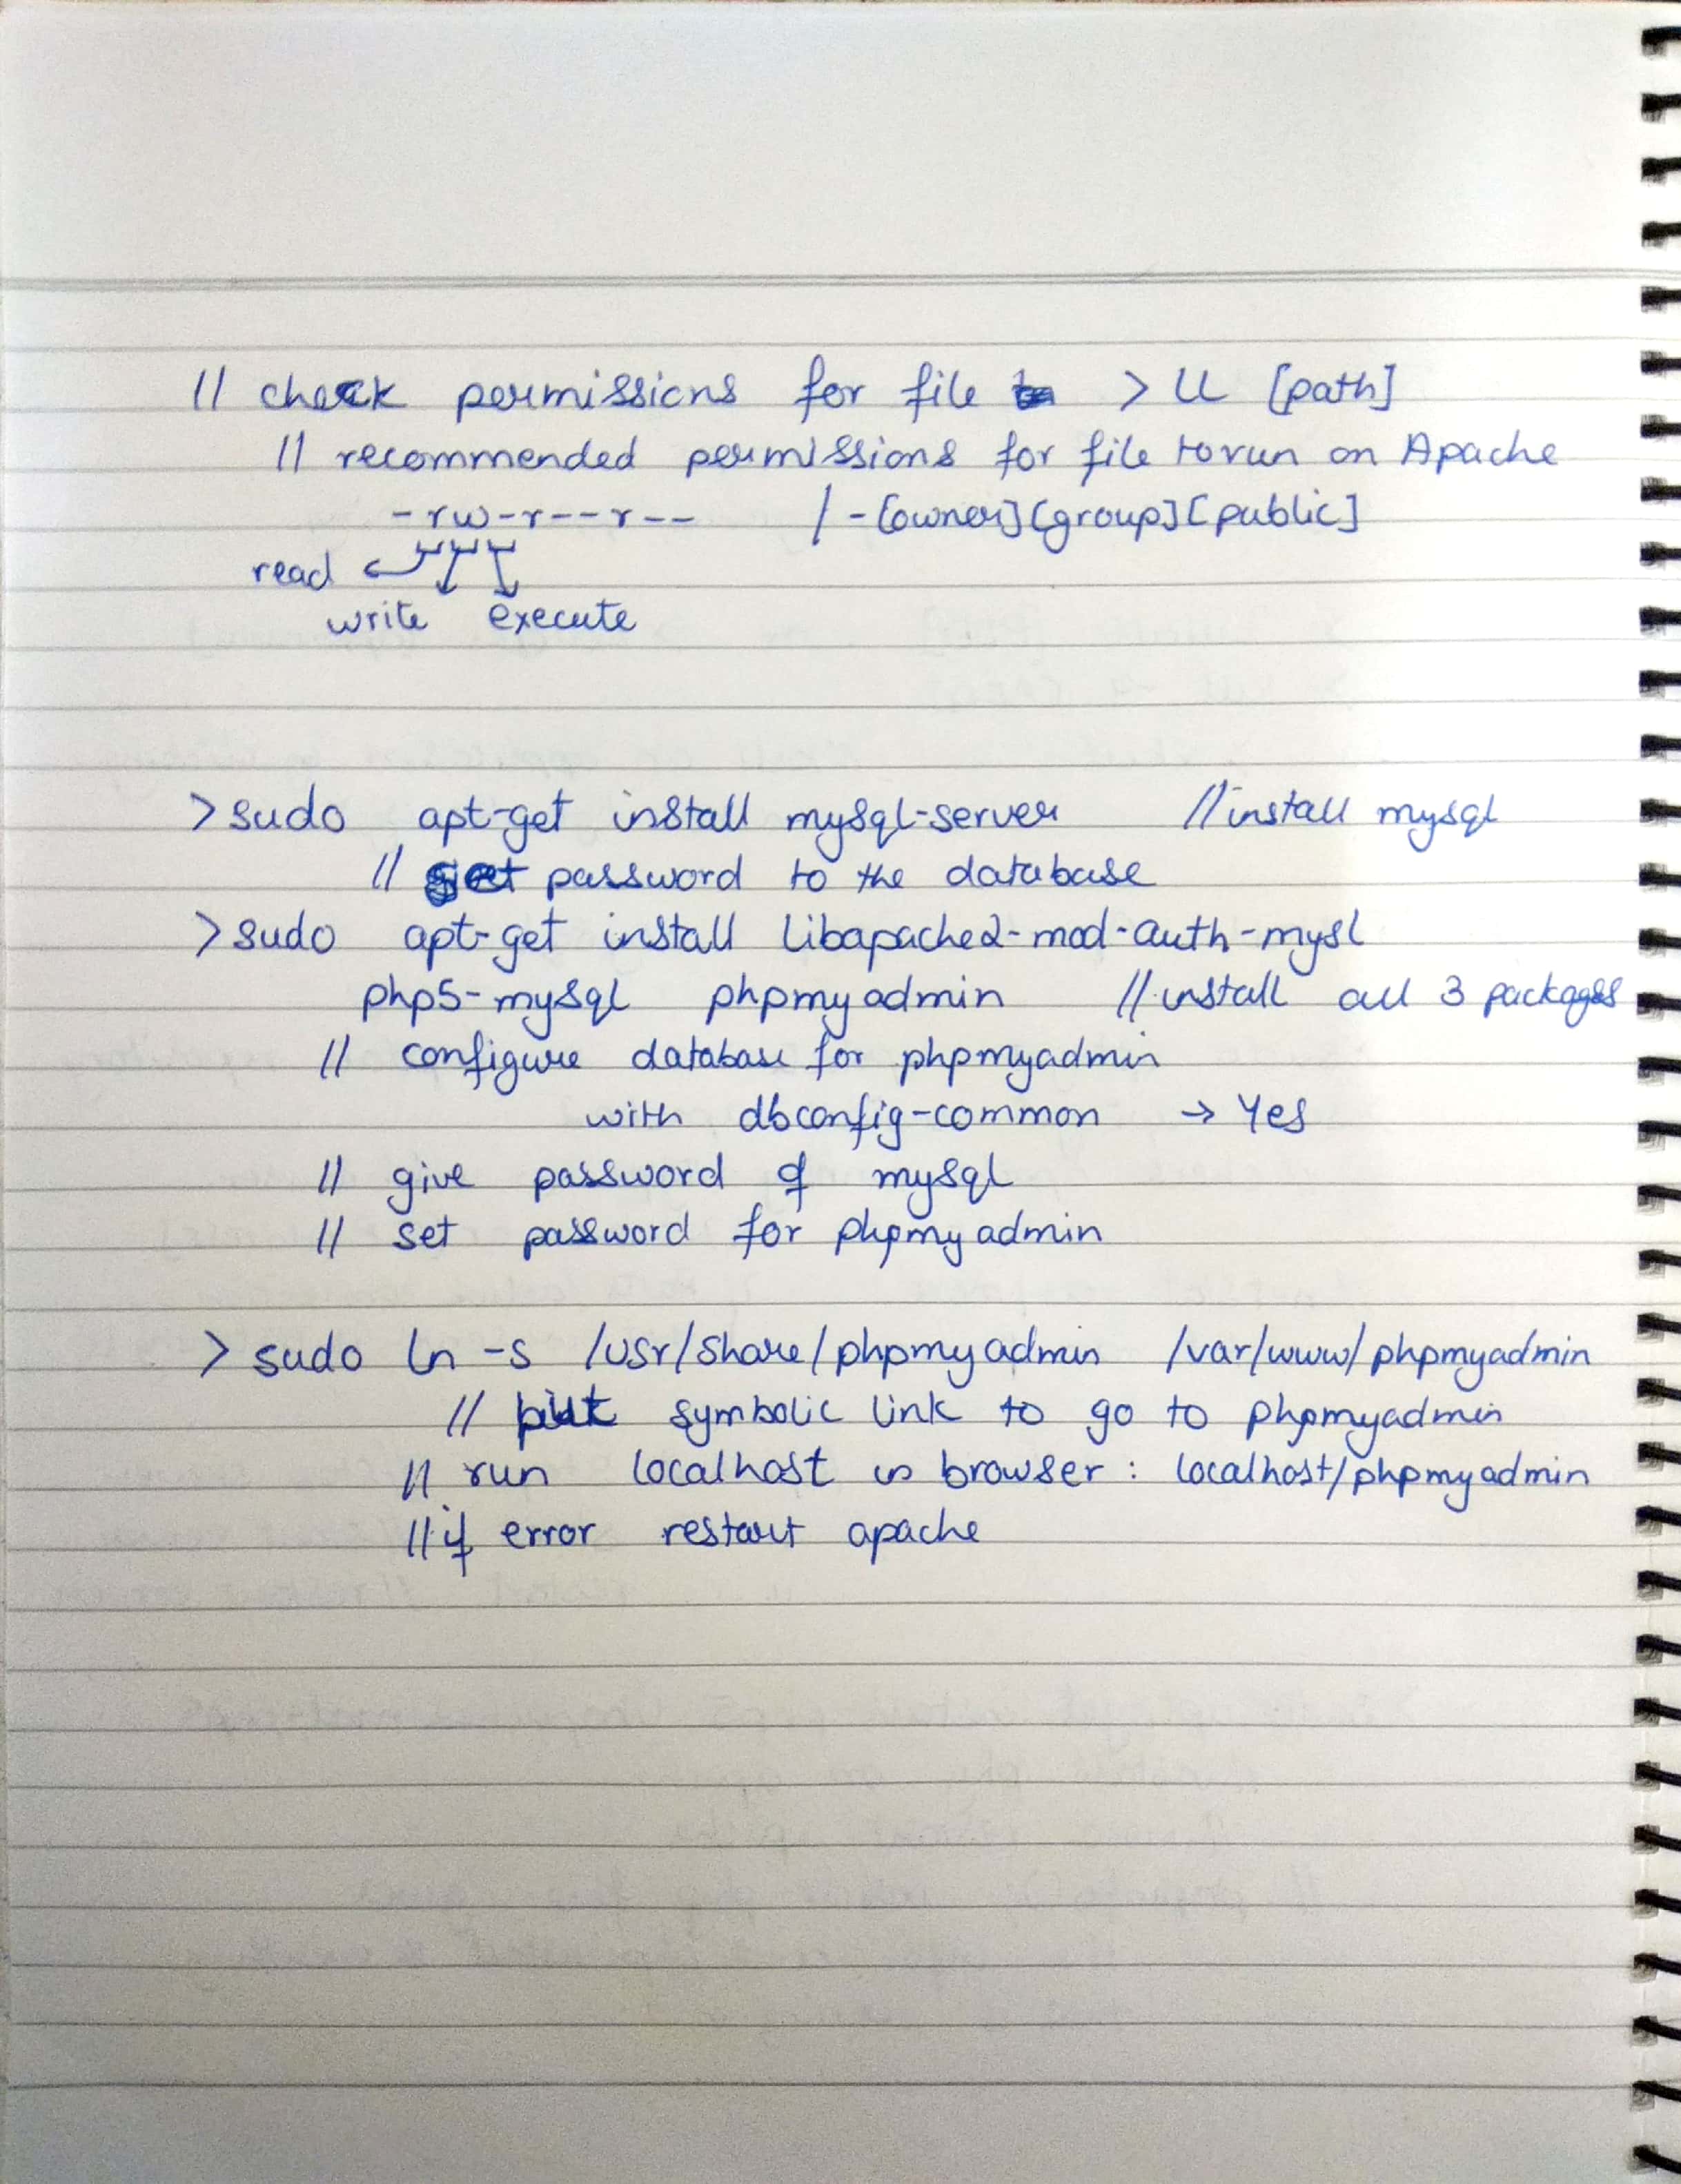 // check permissions for file > ll [path]
// recommended permissions for file to run on Apache
-rw-r--r-- / -[owner][group][public]
read
write execute
>sudo apt-get install mysql-server //install mysql
// set password to the database
>sudo apt-get install libapache2-mod-auth-mysl
php5-mysql phpmyadmin //install all 3 packages
// configure database for phpmyadmin
with dbconfig-common → Yes
// give password of mysql
// set password for phpmyadmin
> sudo ln -s /usr/share/phpmyadmin /var/www/phpmyadmin
// put symbolic link to go to phpmyadmin
// run localhost in browser : localhost/phpmyadmin
// if error restart apache